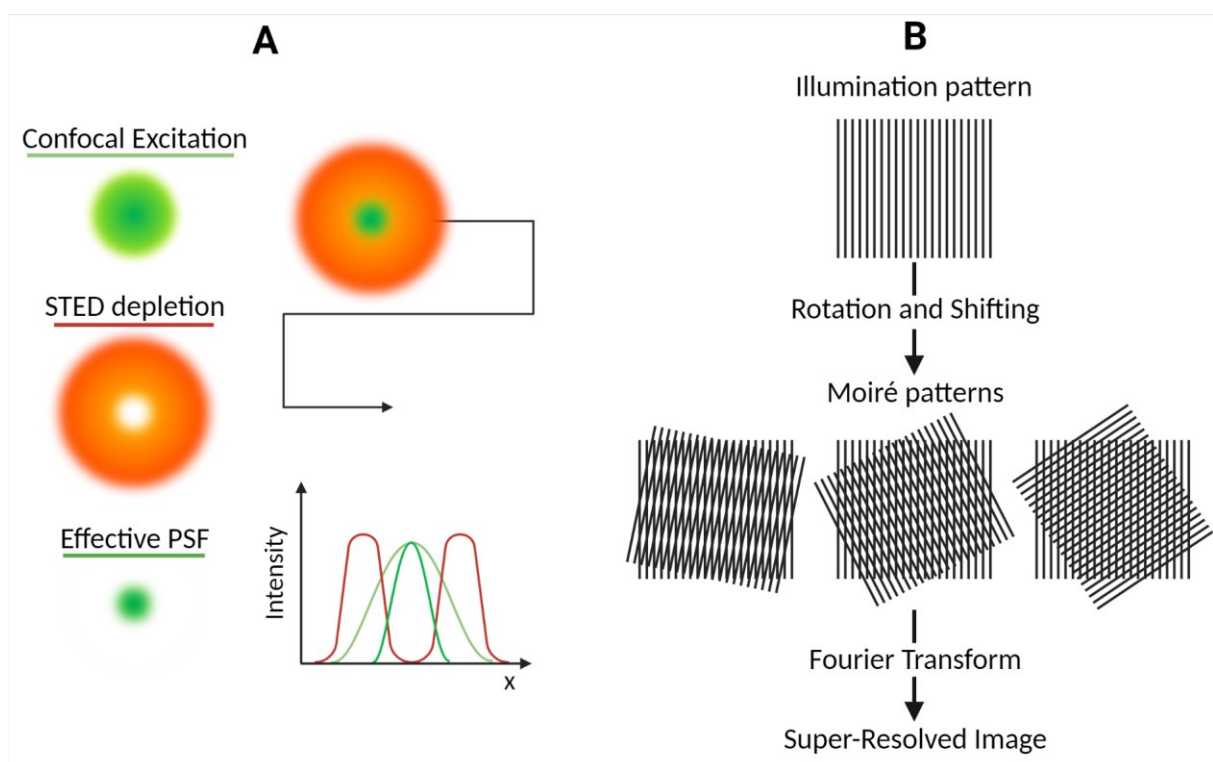 A
Confocal Excitation
STED depletion
Effective PSF
Intensity
x
B
Illumination pattern
Rotation and Shifting
Moiré patterns
Fourier Transform
Super-Resolved Image